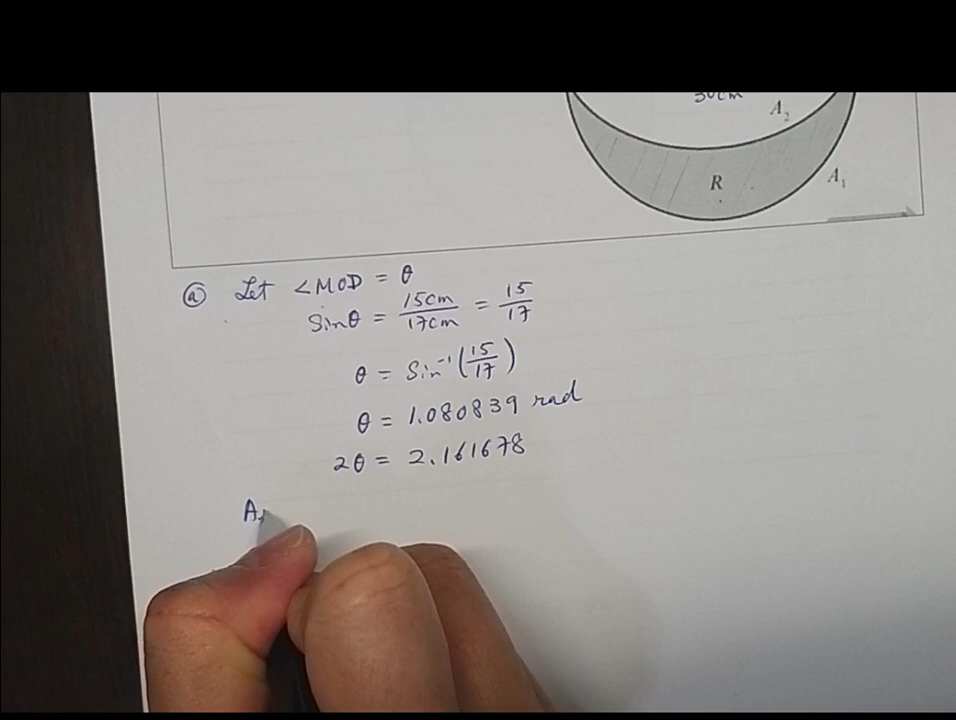 30cm
A₂
R
A₁
ⓐ Let ∠MOD = θ
Sinθ = 15cm/17cm = 15/17
θ = Sin⁻¹(15/17)
θ = 1.080839 rad
2θ = 2.161678
A